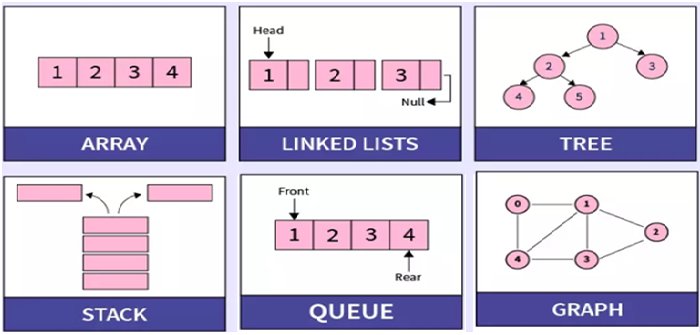 1 2 3 4
ARRAY
Head
1 2 3
Null
LINKED LISTS
1
2 3
4 5
TREE
STACK
Front
1 2 3 4
Rear
QUEUE
0 1
2
4 3
GRAPH